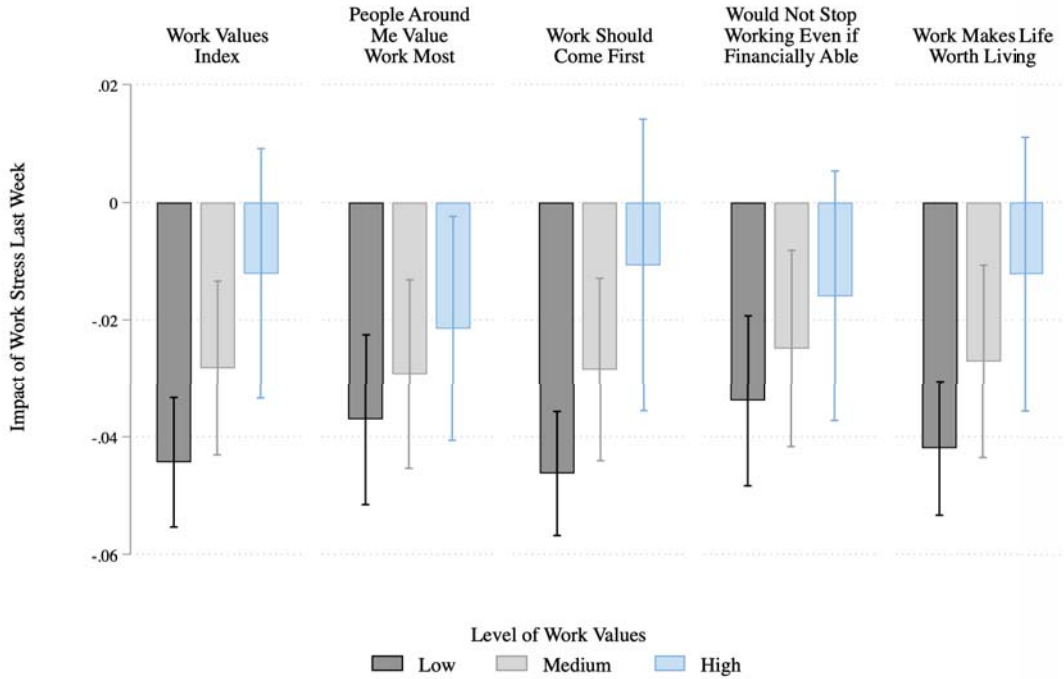 Work Values
Index
People Around
Me Value
Work Most
Work Should
Come First
Would Not Stop
Working Even if
Financially Able
Work Makes Life
Worth Living
Impact of Work Stress Last Week
.02
0
-.02
-.04
-.06
Level of Work Values
Low Medium High